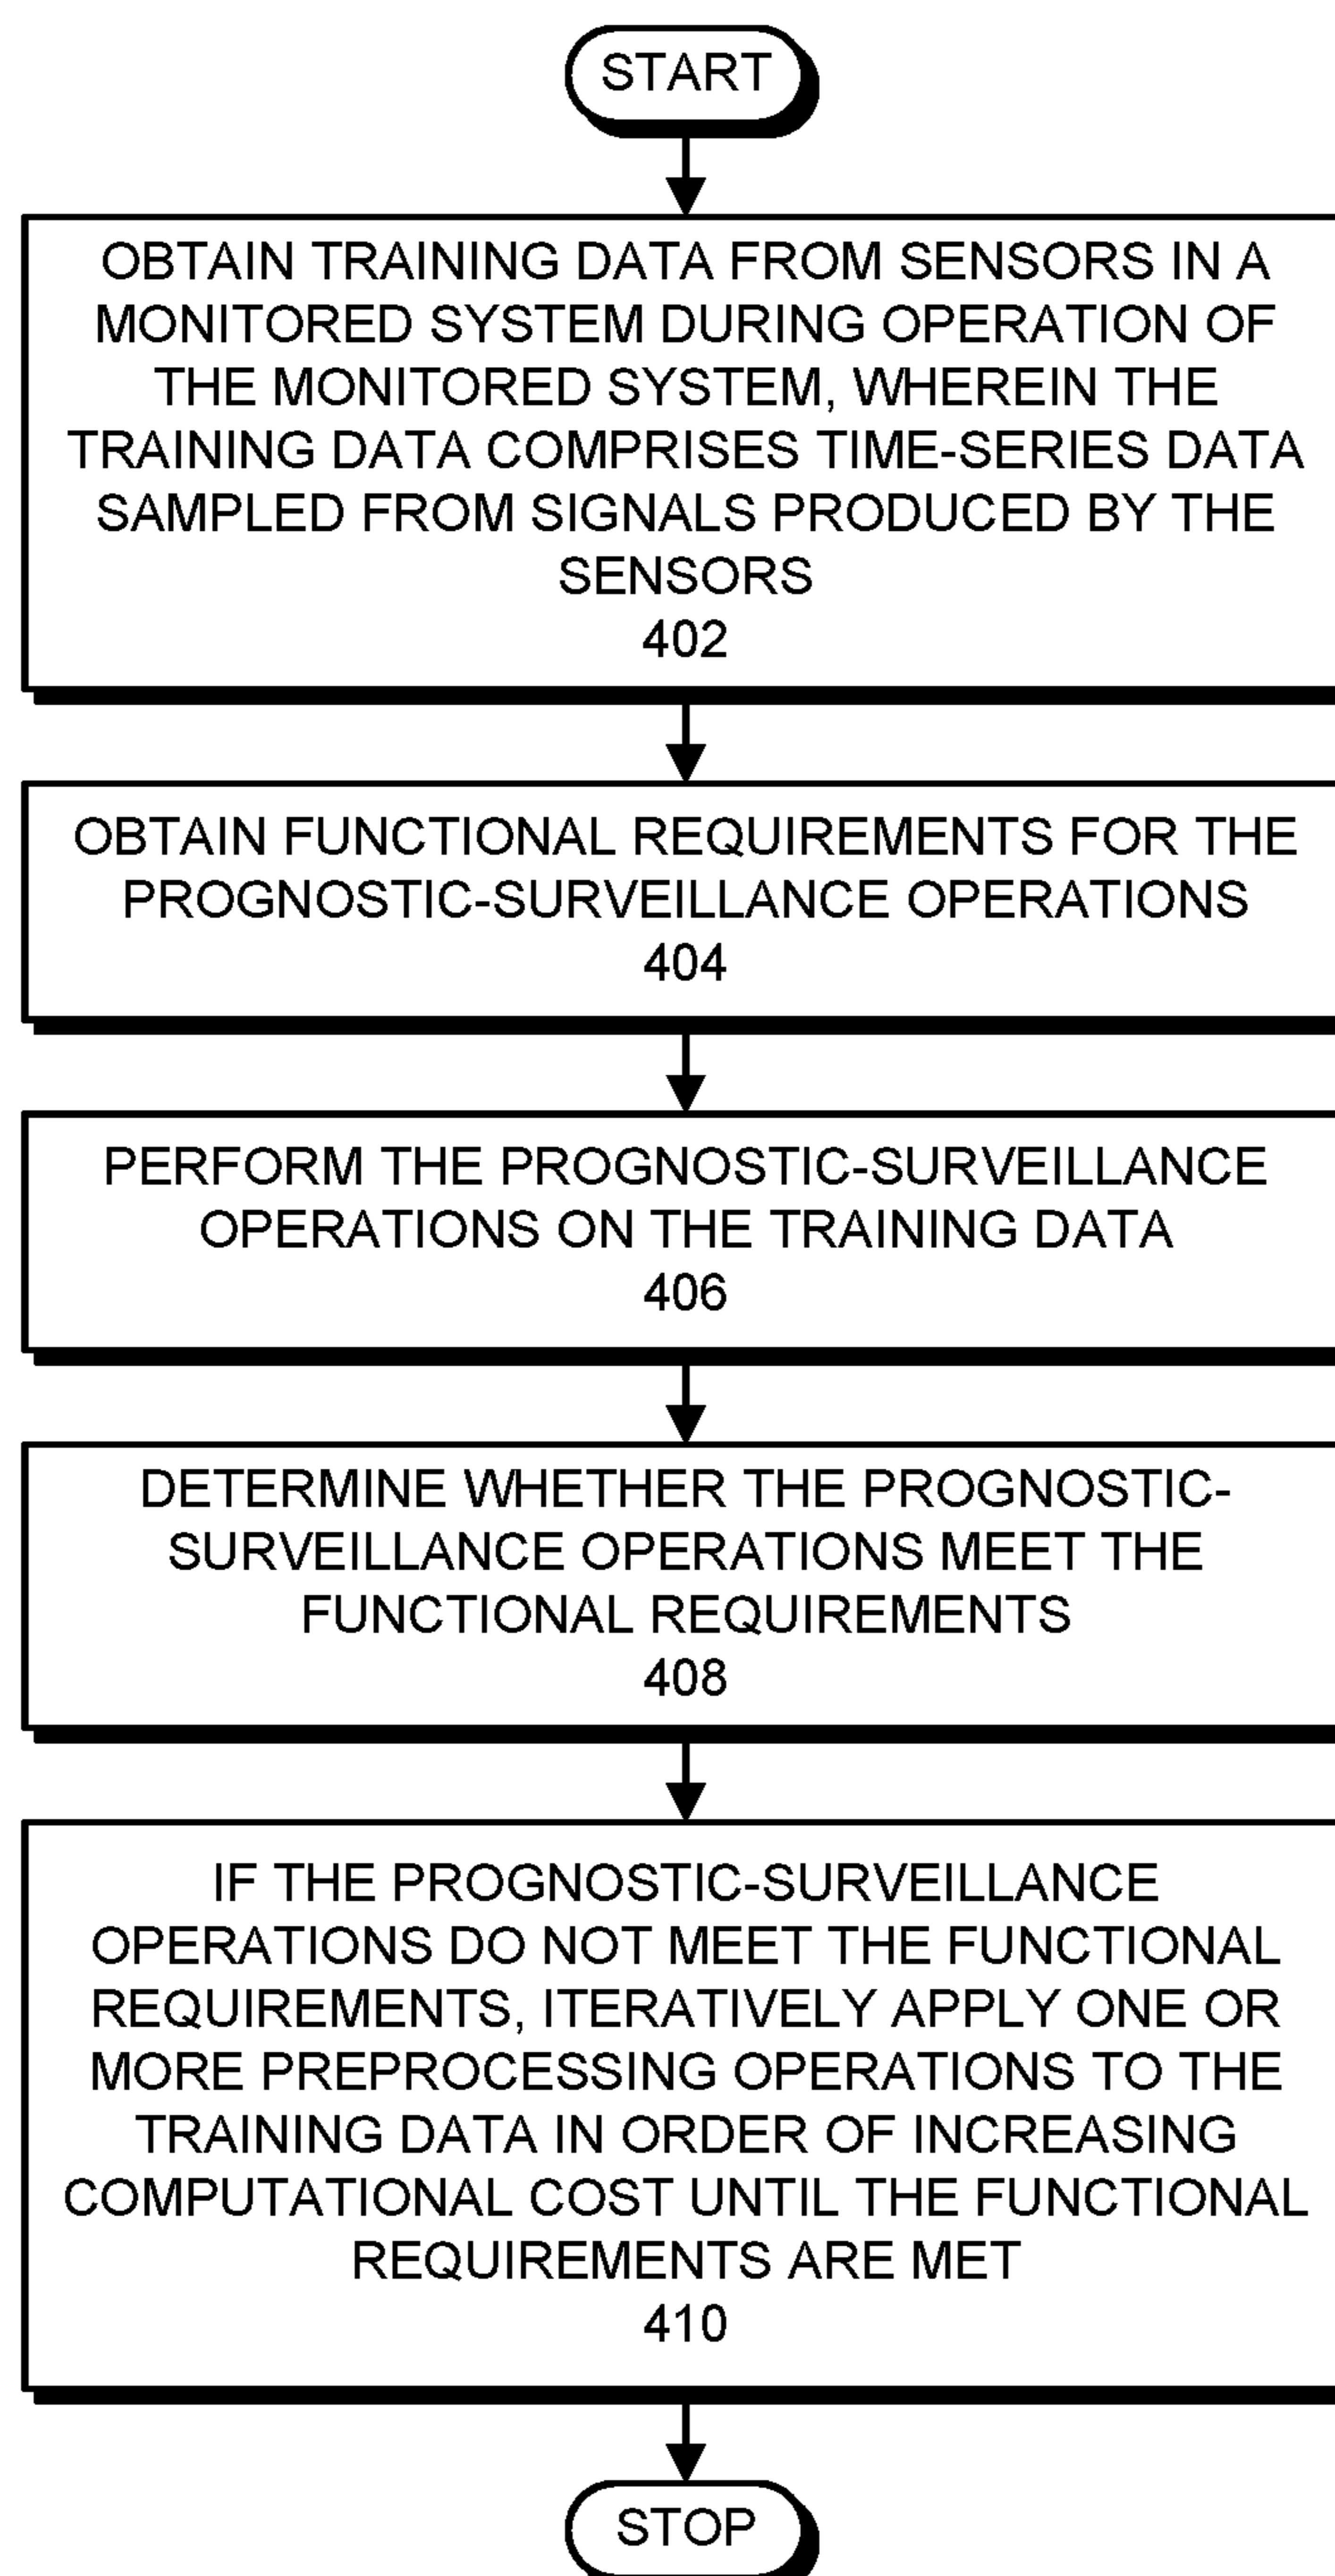 START
OBTAIN TRAINING DATA FROM SENSORS IN A
MONITORED SYSTEM DURING OPERATION OF
THE MONITORED SYSTEM, WHEREIN THE
TRAINING DATA COMPRISES TIME-SERIES DATA
SAMPLED FROM SIGNALS PRODUCED BY THE
SENSORS
402
OBTAIN FUNCTIONAL REQUIREMENTS FOR THE
PROGNOSTIC-SURVEILLANCE OPERATIONS
404
PERFORM THE PROGNOSTIC-SURVEILLANCE
OPERATIONS ON THE TRAINING DATA
406
DETERMINE WHETHER THE PROGNOSTIC-
SURVEILLANCE OPERATIONS MEET THE
FUNCTIONAL REQUIREMENTS
408
IF THE PROGNOSTIC-SURVEILLANCE
OPERATIONS DO NOT MEET THE FUNCTIONAL
REQUIREMENTS, ITERATIVELY APPLY ONE OR
MORE PREPROCESSING OPERATIONS TO THE
TRAINING DATA IN ORDER OF INCREASING
COMPUTATIONAL COST UNTIL THE FUNCTIONAL
REQUIREMENTS ARE MET
410
STOP